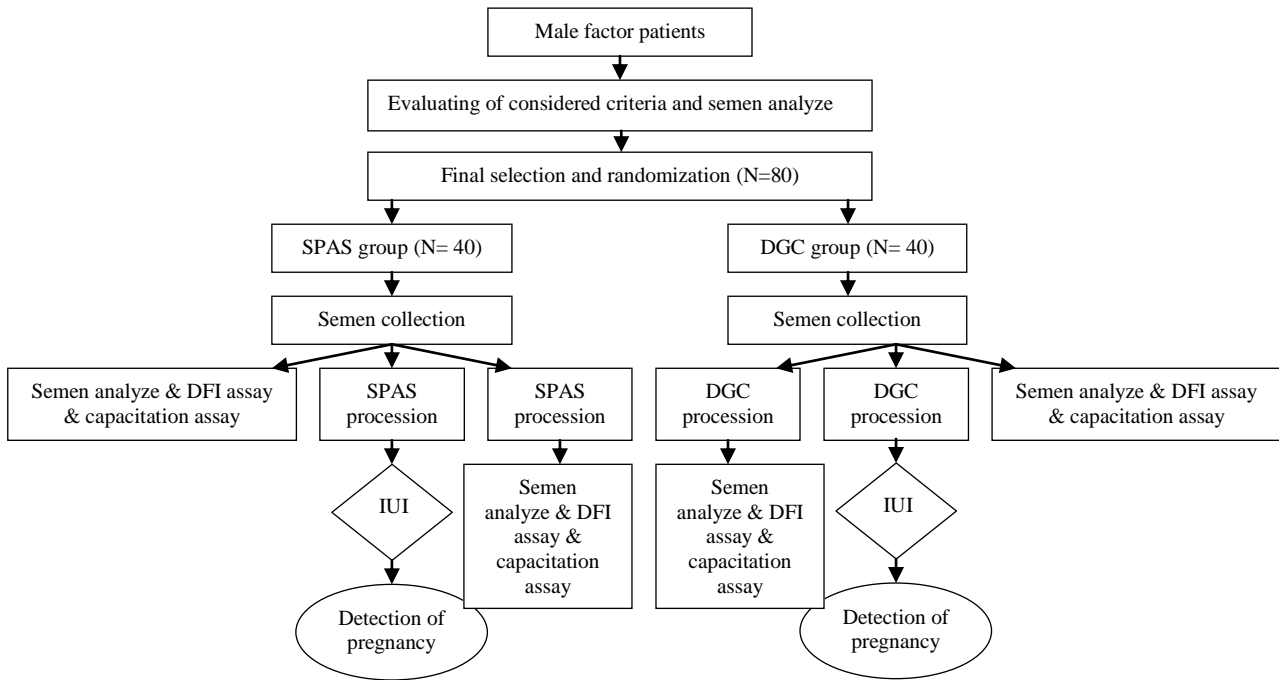 Male factor patients
Evaluating of considered criteria and semen analyze
Final selection and randomization (N=80)
SPAS group (N= 40)
DGC group (N= 40)
Semen collection
Semen collection
Semen analyze & DFI assay
& capacitation assay
SPAS
procession
SPAS
procession
DGC
procession
DGC
procession
Semen analyze & DFI assay
& capacitation assay
IUI
Semen
analyze & DFI
assay &
capacitation
assay
Semen
analyze & DFI
assay &
capacitation
assay
IUI
Detection of
pregnancy
Detection of
pregnancy